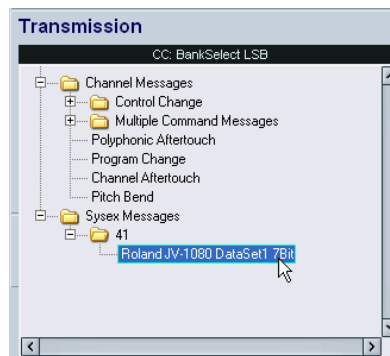 Transmission
CC: BankSelect LSB
Channel Messages
Control Change
Multiple Command Messages
Polyphonic Aftertouch
Program Change
Channel Aftertouch
Pitch Bend
Sysex Messages
41
Roland JV-1080 DataSet1 7Bit